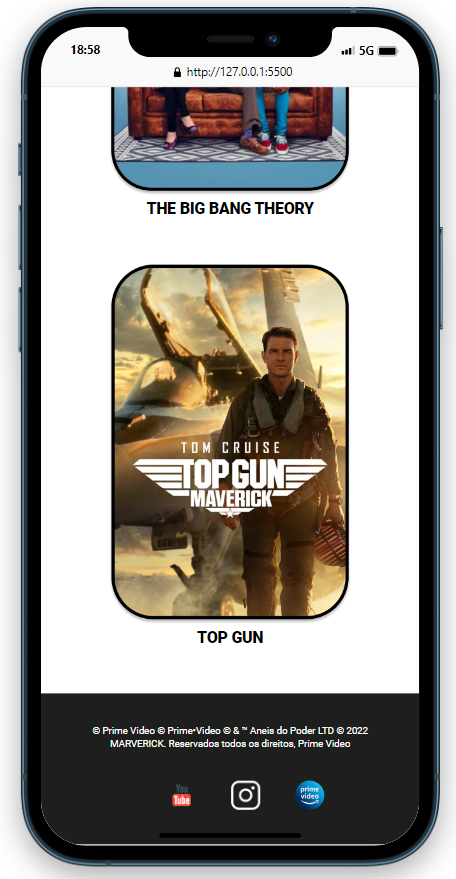 18:58
5G
http://127.0.0.1:5500
THE BIG BANG THEORY
TOM CRUISE
TOP GUN
MAVERICK
TOP GUN
© Prime Video © Prime•Video © & ™ Aneis do Poder LTD © 2022
MARVERICK. Reservados todos os direitos, Prime Video
You
Tube
prime
video